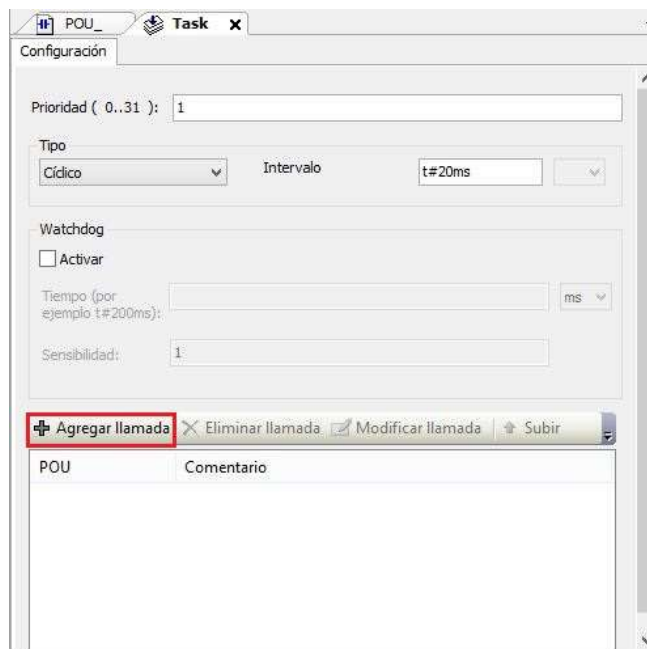 POU_ Task x
Configuración
Prioridad ( 0..31 ): 1
Tipo
Cíclico Intervalo t#20ms
Watchdog
Activar
Tiempo (por
ejemplo t#200ms): ms
Sensibilidad: 1
Agregar llamada Eliminar llamada Modificar llamada Subir
POU Comentario